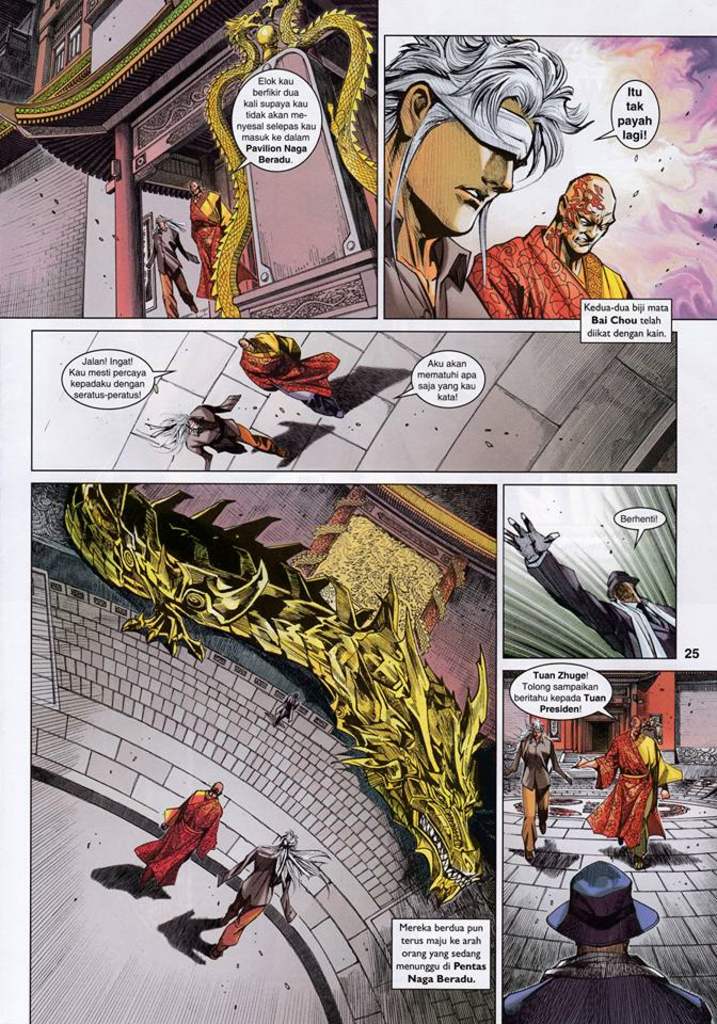 Elok kau
berfikir dua
kali supaya kau
tidak akan me-
nyesal selepas kau
masuk ke dalam
Pavilion Naga
Beradu.
Itu
tak
payah
lagi!
Kedua-dua biji mata
Bai Chou telah
diikat dengan kain.
Jalan! Ingat!
Kau mesti percaya
kepadaku dengan
seratus-peratus!
Aku akan
mematuhi apa
saja yang kau
kata!
Mereka berdua pun
terus maju ke arah
orang yang sedang
menunggu di Pentas
Naga Beradu.
Berhenti!
25
Tuan Zhuge!
Tolong sampaikan
beritahu kepada Tuan
Presiden!